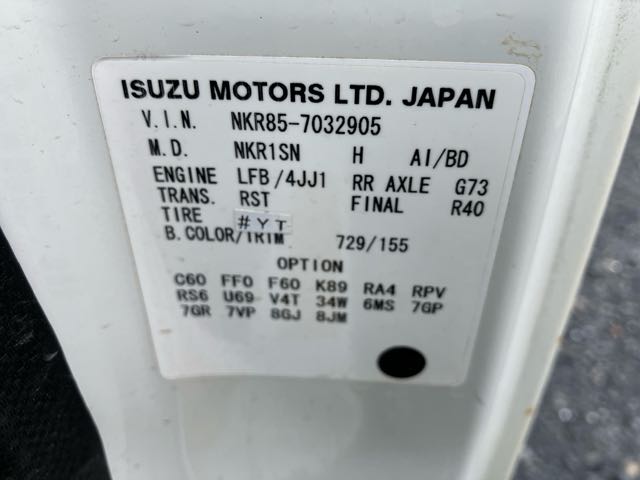 ISUZU MOTORS LTD. JAPAN
V.I.N. NKR85-7032905
M.D. NKR1SN H AI/BD
ENGINE LFB/4JJ1 RR AXLE G73
TRANS. RST FINAL R40
TIRE #YT
B.COLOR/TRIM 729/155
OPTION
C60 FF0 F60 K89 RA4 RPV
RS6 U69 V4T 34W 6MS 7GP
7GR 7VP 8GJ 8JM